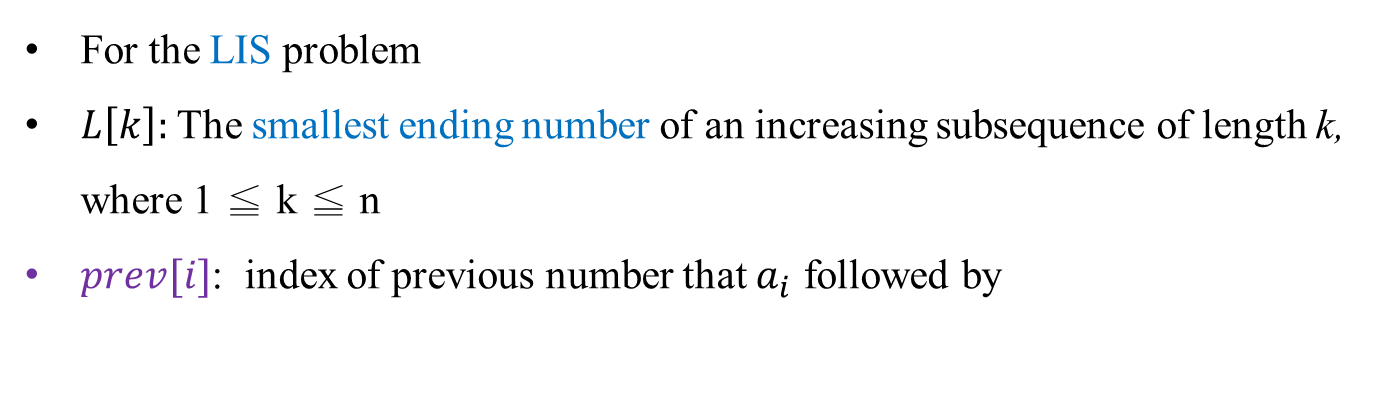 • For the LIS problem
• L[k]: The smallest ending number of an increasing subsequence of length k,
where 1 ≦ k ≦ n
• prev[i]: index of previous number that aᵢ followed by